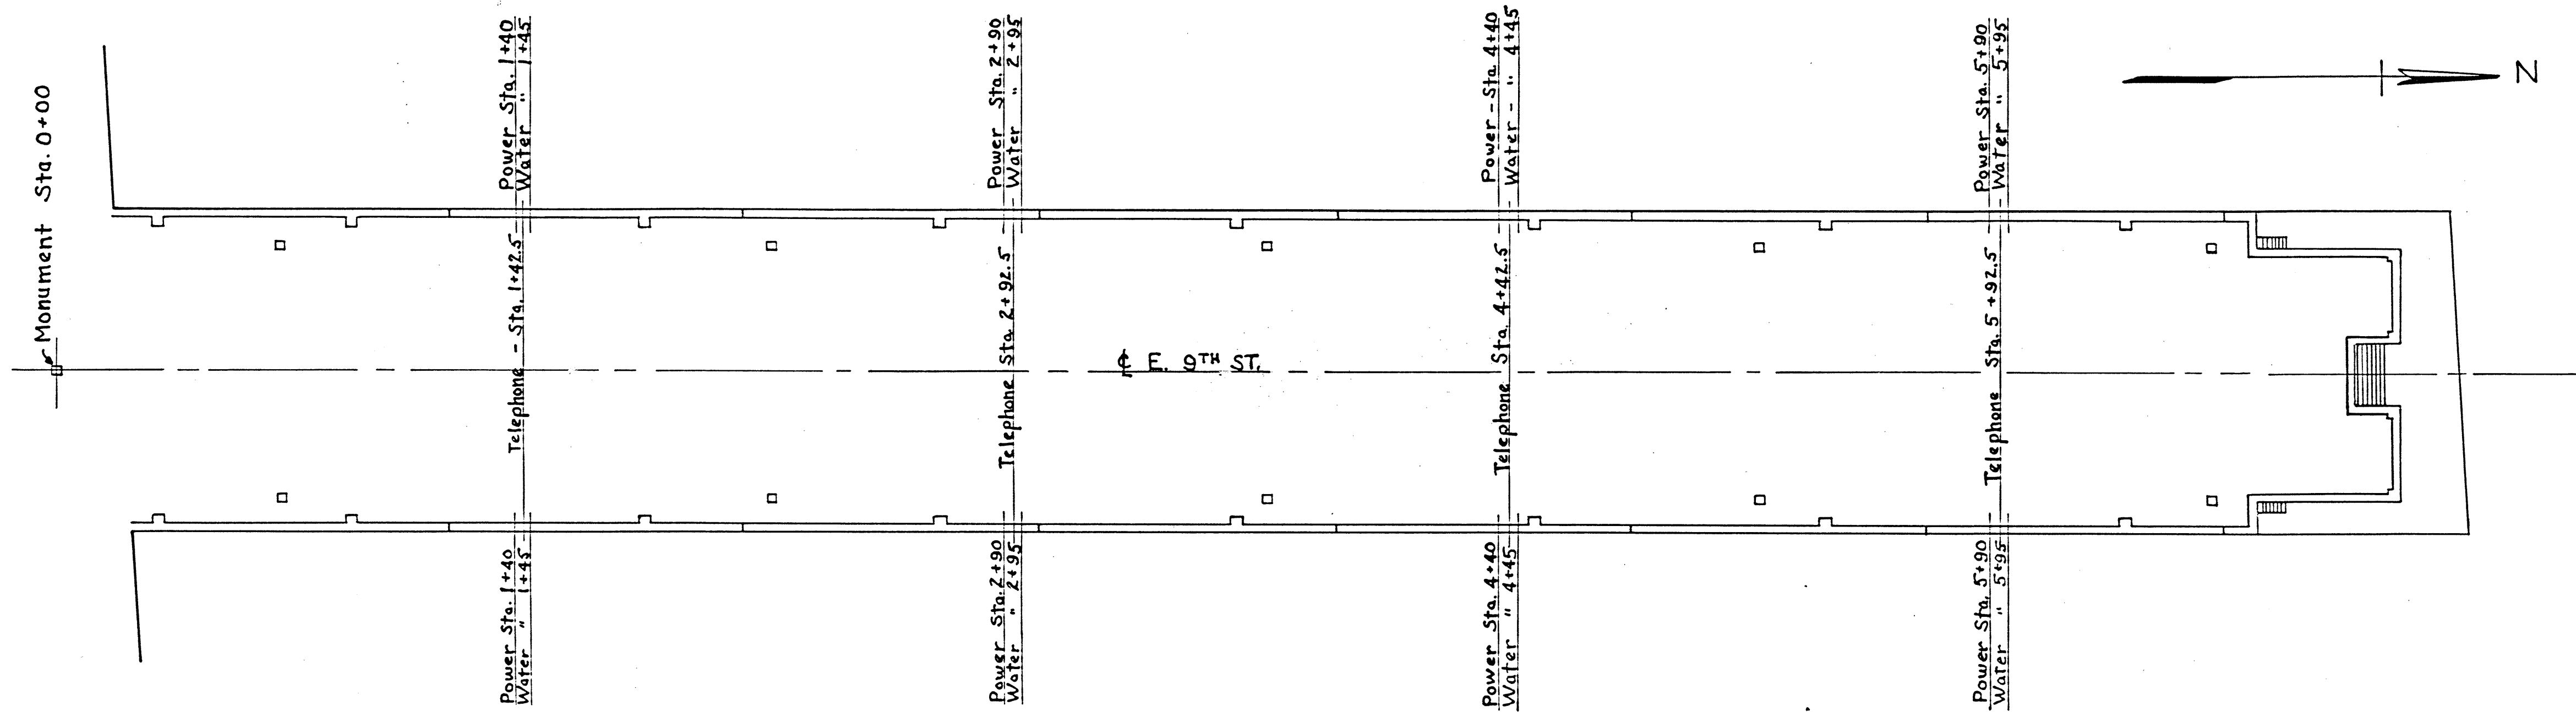 Monument Sta. 0+00
Power Sta. 1+40
Water " 1+45
Power Sta. 2+90
Water " 2+95
Power - Sta 4+40
Water - " 4+45
Power Sta. 5+90
Water " 5+95
N
Telephone - Sta. 1+42.5
Telephone Sta 2+92.5
℄ E. 9TH ST.
Telephone Sta. 4+42.5
Telephone Sta. 5+92.5
Power Sta. 1+40
Water " 1+45
Power Sta. 2+90
Water " 2+95
Power Sta. 4+40
Water " 4+45
Power Sta. 5+90
Water " 5+95